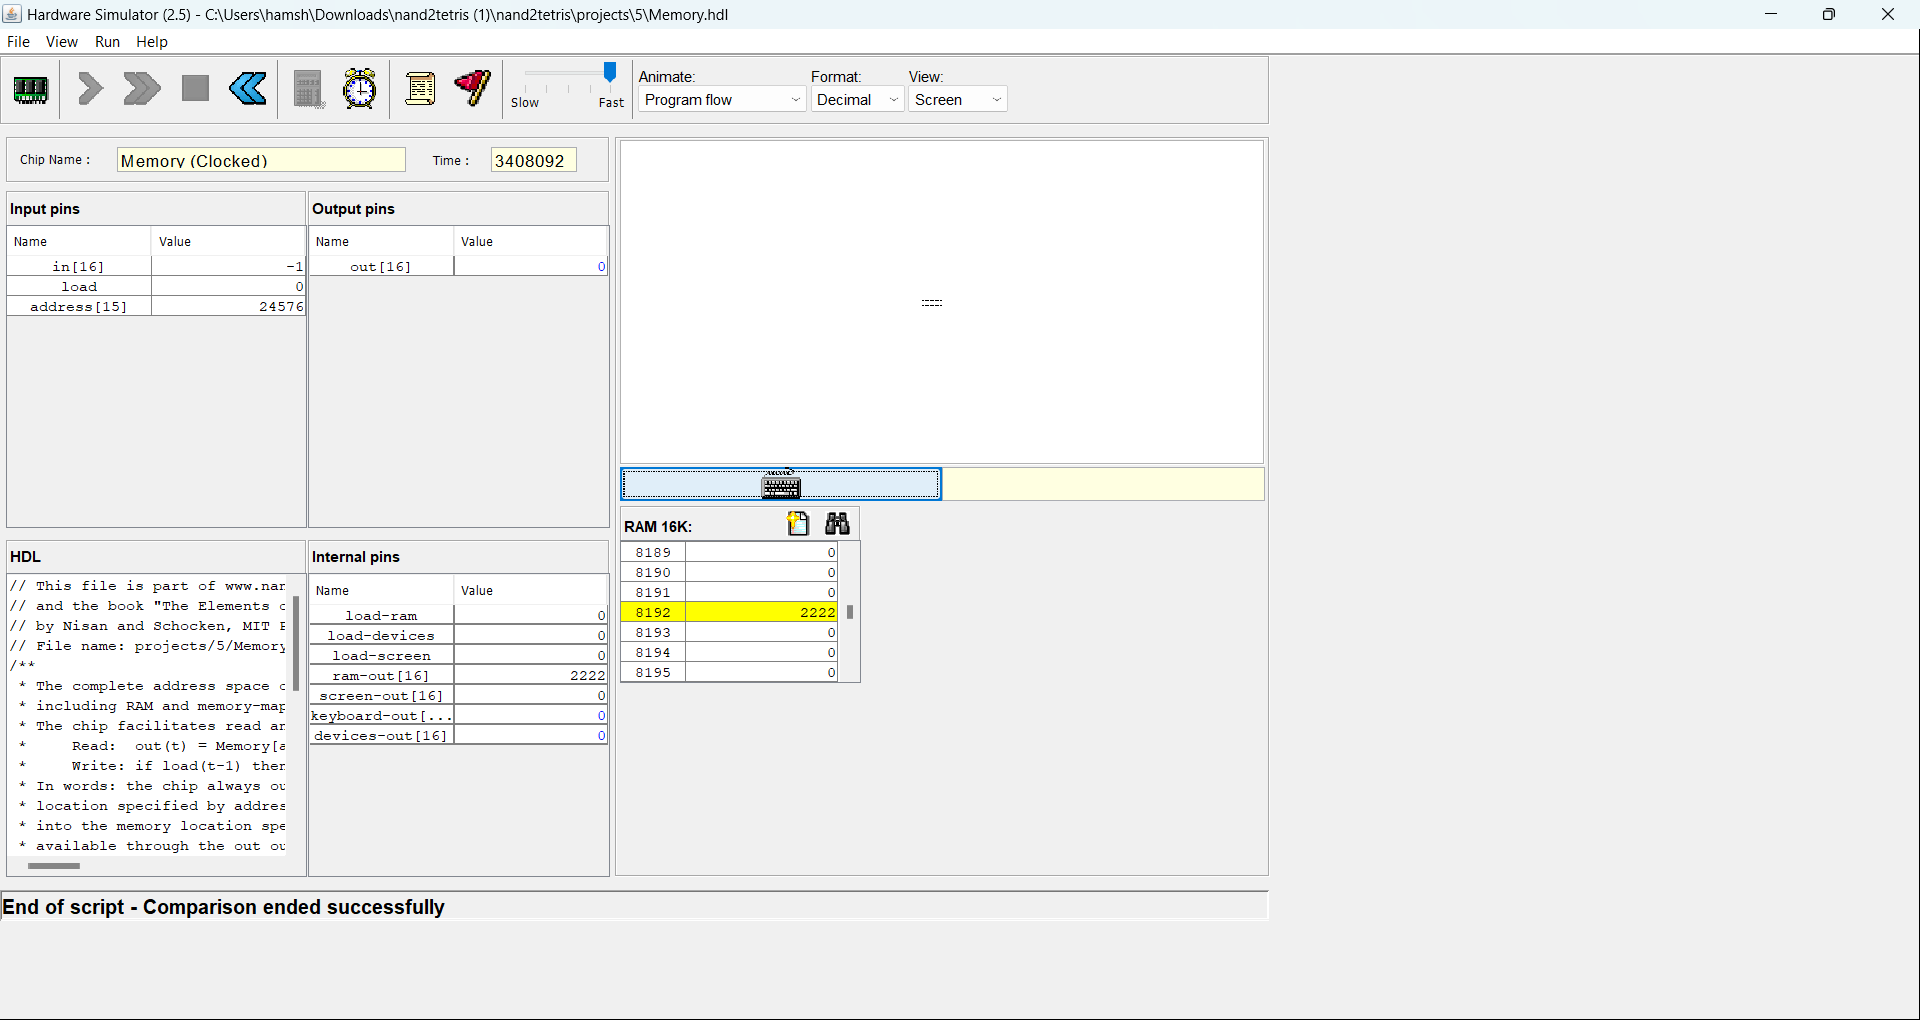 Hardware Simulator (2.5) - C:\Users\hamsh\Downloads\nand2tetris (1)\nand2tetris\projects\5\Memory.hdl
File View Run Help
Slow Fast
Animate: Format: View:
Program flow Decimal Screen
Chip Name : Memory (Clocked) Time : 3408092
Input pins
Name Value
in[16] -1
load 0
address[15] 24576
Output pins
Name Value
out[16] 0
HDL
// This file is part of www.nan
// and the book "The Elements o
// by Nisan and Schocken, MIT P
// File name: projects/5/Memory
/**
* The complete address space o
* including RAM and memory-map
* The chip facilitates read an
* Read: out(t) = Memory[a
* Write: if load(t-1) then
* In words: the chip always ou
* location specified by addres
* into the memory location spe
* available through the out ou
Internal pins
Name Value
load-ram 0
load-devices 0
load-screen 0
ram-out[16] 2222
screen-out[16] 0
keyboard-out[... 0
devices-out[16] 0
RAM 16K:
8189 0
8190 0
8191 0
8192 2222
8193 0
8194 0
8195 0
End of script - Comparison ended successfully